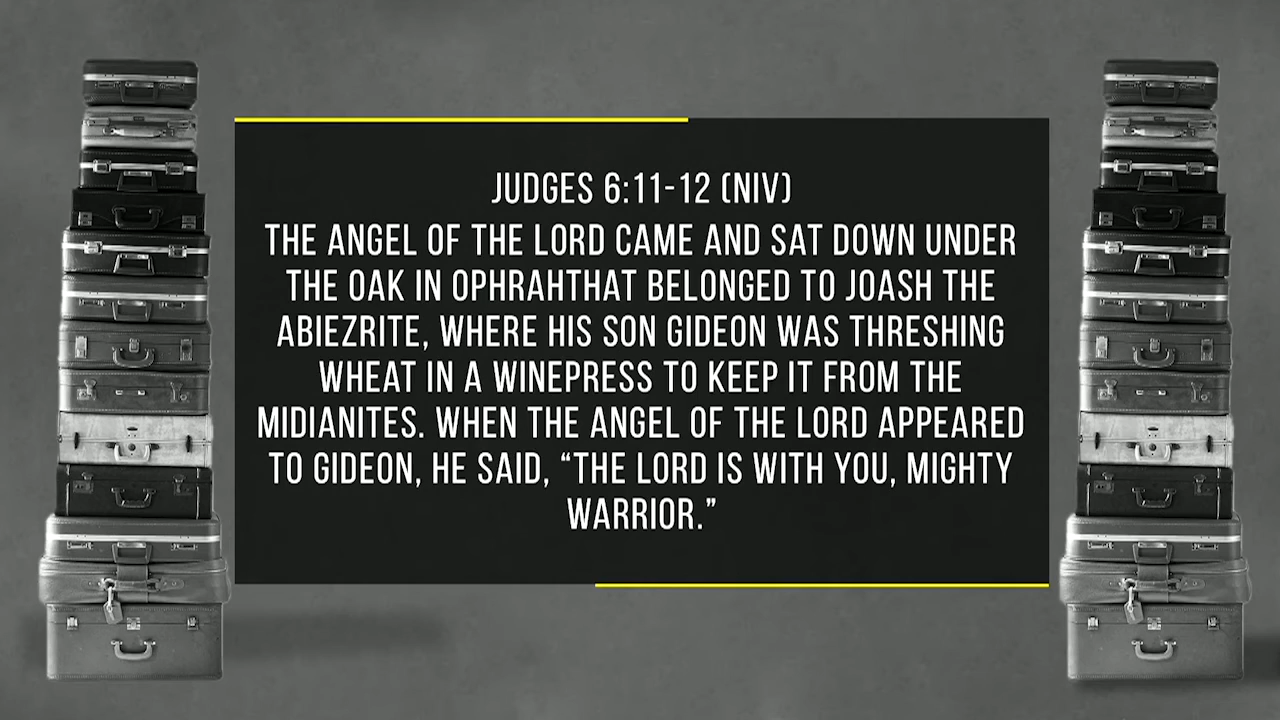 JUDGES 6:11-12 (NIV)
THE ANGEL OF THE LORD CAME AND SAT DOWN UNDER
THE OAK IN OPHRAHTHAT BELONGED TO JOASH THE
ABIEZRITE, WHERE HIS SON GIDEON WAS THRESHING
WHEAT IN A WINEPRESS TO KEEP IT FROM THE
MIDIANITES. WHEN THE ANGEL OF THE LORD APPEARED
TO GIDEON, HE SAID, “THE LORD IS WITH YOU, MIGHTY
WARRIOR.”